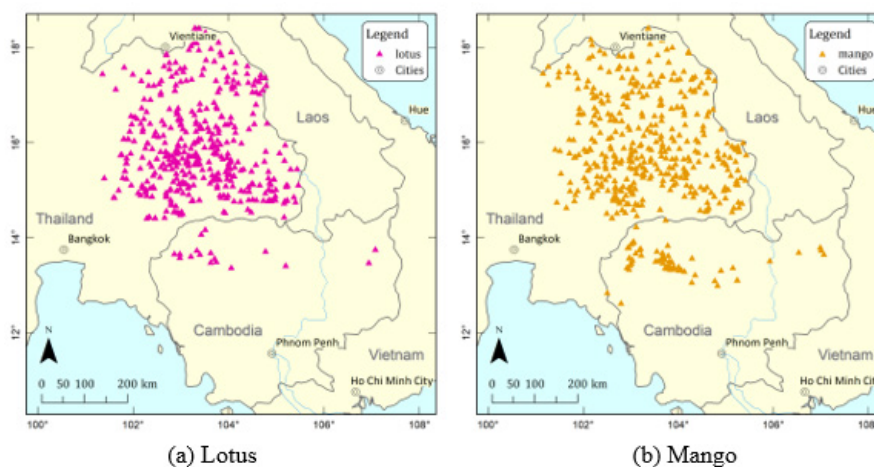 Legend
lotus
Cities
Vientiane
Hue
Laos
Thailand
Bangkok
Cambodia
Phnom Penh
Vietnam
Ho Chi Minh City
N
0 50 100 200 km
18°
16°
14°
12°
100° 102° 104° 106° 108°
(a) Lotus
Legend
mango
Cities
Vientiane
Hue
Laos
Thailand
Bangkok
Cambodia
Phnom Penh
Vietnam
Ho Chi Minh City
N
0 50 100 200 km
18°
16°
14°
12°
100° 102° 104° 106° 108°
(b) Mango